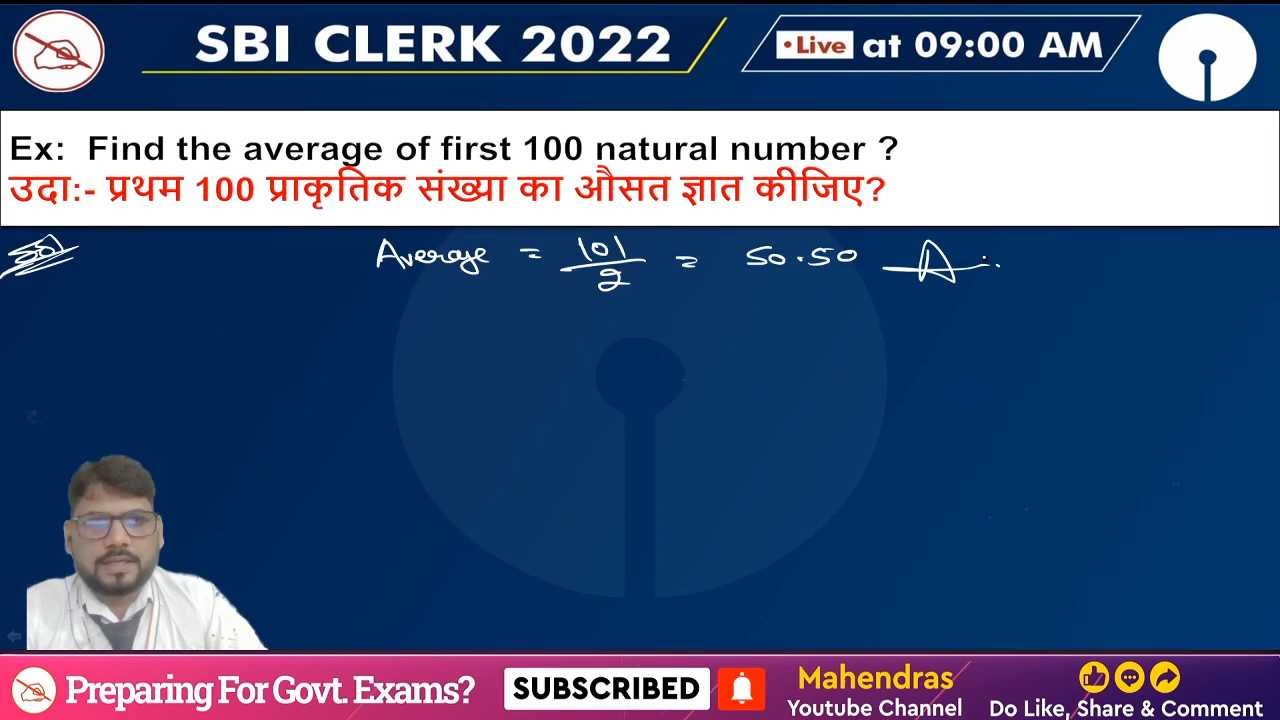 SBI CLERK 2022
• Live at 09:00 AM
Ex: Find the average of first 100 natural number ?
उदा:- प्रथम 100 प्राकृतिक संख्या का औसत ज्ञात कीजिए?
Average = 101/2 = 50.50
Preparing For Govt. Exams?
SUBSCRIBED
Mahendras
Youtube Channel
Do Like, Share & Comment